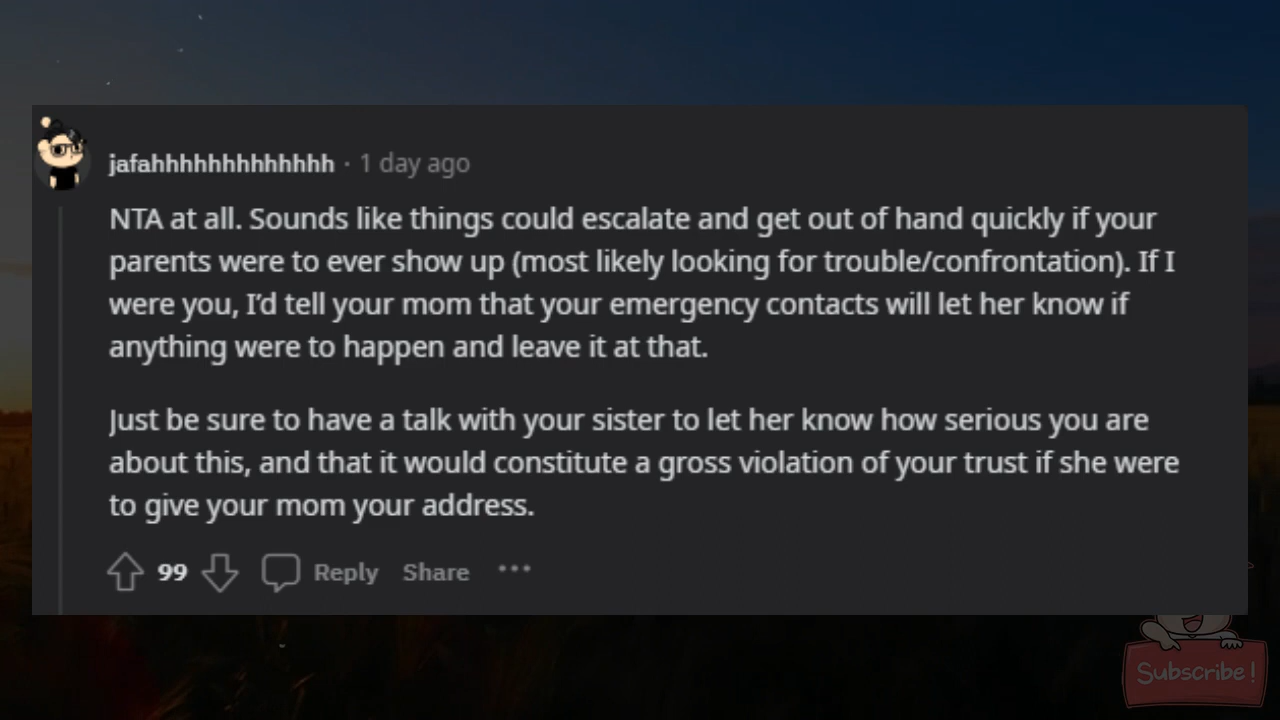 jafahhhhhhhhhhhhh · 1 day ago
NTA at all. Sounds like things could escalate and get out of hand quickly if your
parents were to ever show up (most likely looking for trouble/confrontation). If I
were you, I’d tell your mom that your emergency contacts will let her know if
anything were to happen and leave it at that.
Just be sure to have a talk with your sister to let her know how serious you are
about this, and that it would constitute a gross violation of your trust if she were
to give your mom your address.
99 Reply Share ···
Subscribe!